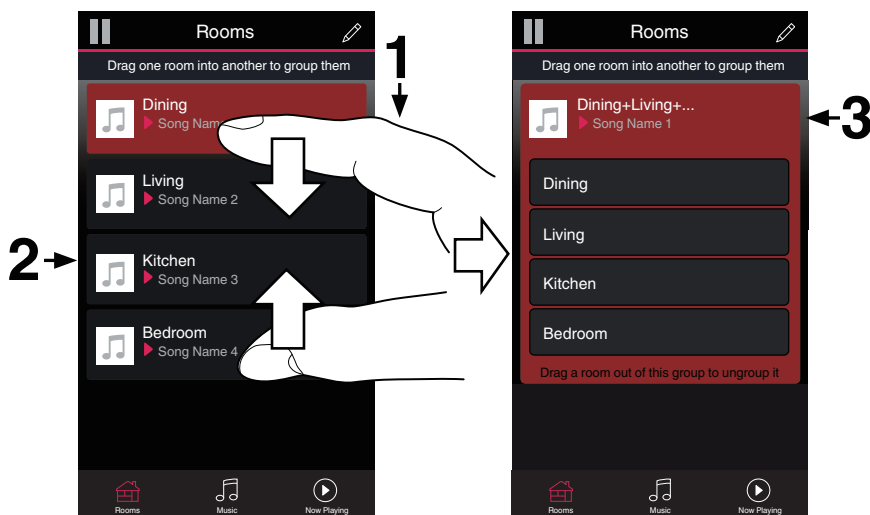 Rooms
Drag one room into another to group them
1
Dining
Song Name
Living
Song Name 2
2
Kitchen
Song Name 3
Bedroom
Song Name 4
Rooms
Music
Now Playing
Rooms
Drag one room into another to group them
Dining+Living+...
Song Name 1
3
Dining
Living
Kitchen
Bedroom
Drag a room out of this group to ungroup it
Rooms
Music
Now Playing